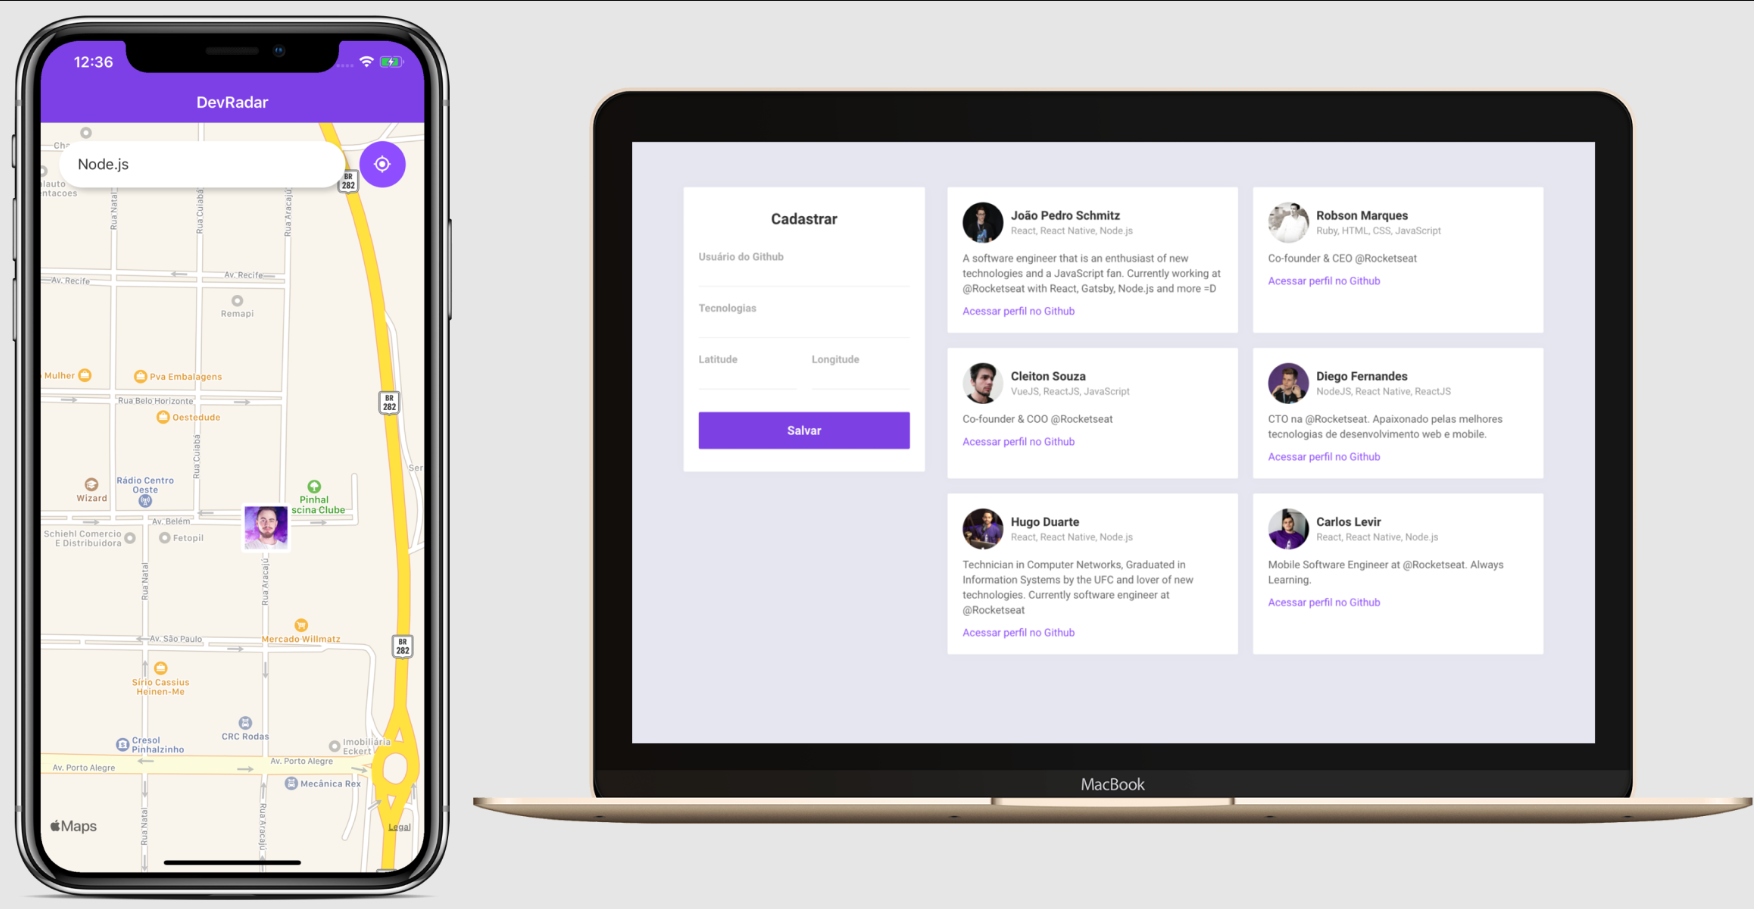 12:36
DevRadar
Node.js
BR
282
Rua Natal
Rua Cuiabá
Rua Aracajú
Av. Recife
Av. Recife
Remapi
Mulher
Pva Embalagens
BR
282
Rua Belo Horizonte
Oestedude
Rua Cuiabá
Wizard
Rádio Centro
Oeste
Pinhal
scina Clube
Av. Belém
Schiehl Comercio
E Distribuidora
Fetopil
Rua Natal
Rua Aracajú
Av. São Paulo
Mercado Willmatz
BR
282
Sirio Cassius
Heinen-Me
CRC Rodas
Cresol
Pinhalzinho
Imobiliária
Eckert
Av. Porto Alegre
Av. Porto Alegre
Mecânica Rex
Rua Natal
Rua Aracajú
Maps
Legal
Cadastrar
Usuário do Github
Tecnologias
Latitude
Longitude
Salvar
João Pedro Schmitz
React, React Native, Node.js
A software engineer that is an enthusiast of new
technologies and a JavaScript fan. Currently working at
@Rocketseat with React, Gatsby, Node.js and more =D
Acessar perfil no Github
Robson Marques
Ruby, HTML, CSS, JavaScript
Co-founder & CEO @Rocketseat
Acessar perfil no Github
Cleiton Souza
VueJS, ReactJS, JavaScript
Co-founder & COO @Rocketseat
Acessar perfil no Github
Diego Fernandes
NodeJS, React Native, ReactJS
CTO na @Rocketseat. Apaixonado pelas melhores
tecnologias de desenvolvimento web e mobile.
Acessar perfil no Github
Hugo Duarte
React, React Native, Node.js
Technician in Computer Networks, Graduated in
Information Systems by the UFC and lover of new
technologies. Currently software engineer at
@Rocketseat
Acessar perfil no Github
Carlos Levir
React, React Native, Node.js
Mobile Software Engineer at @Rocketseat. Always
Learning.
Acessar perfil no Github
MacBook